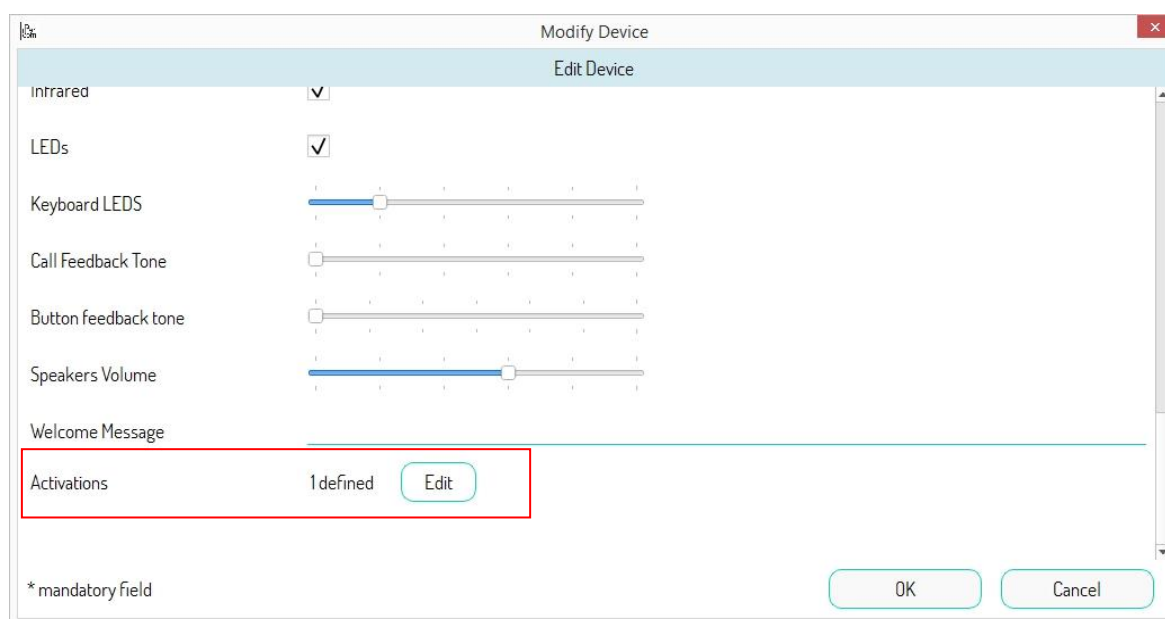 Modify Device
Edit Device
Infrared
LEDs
Keyboard LEDS
Call Feedback Tone
Button feedback tone
Speakers Volume
Welcome Message
Activations 1 defined Edit
* mandatory field OK Cancel